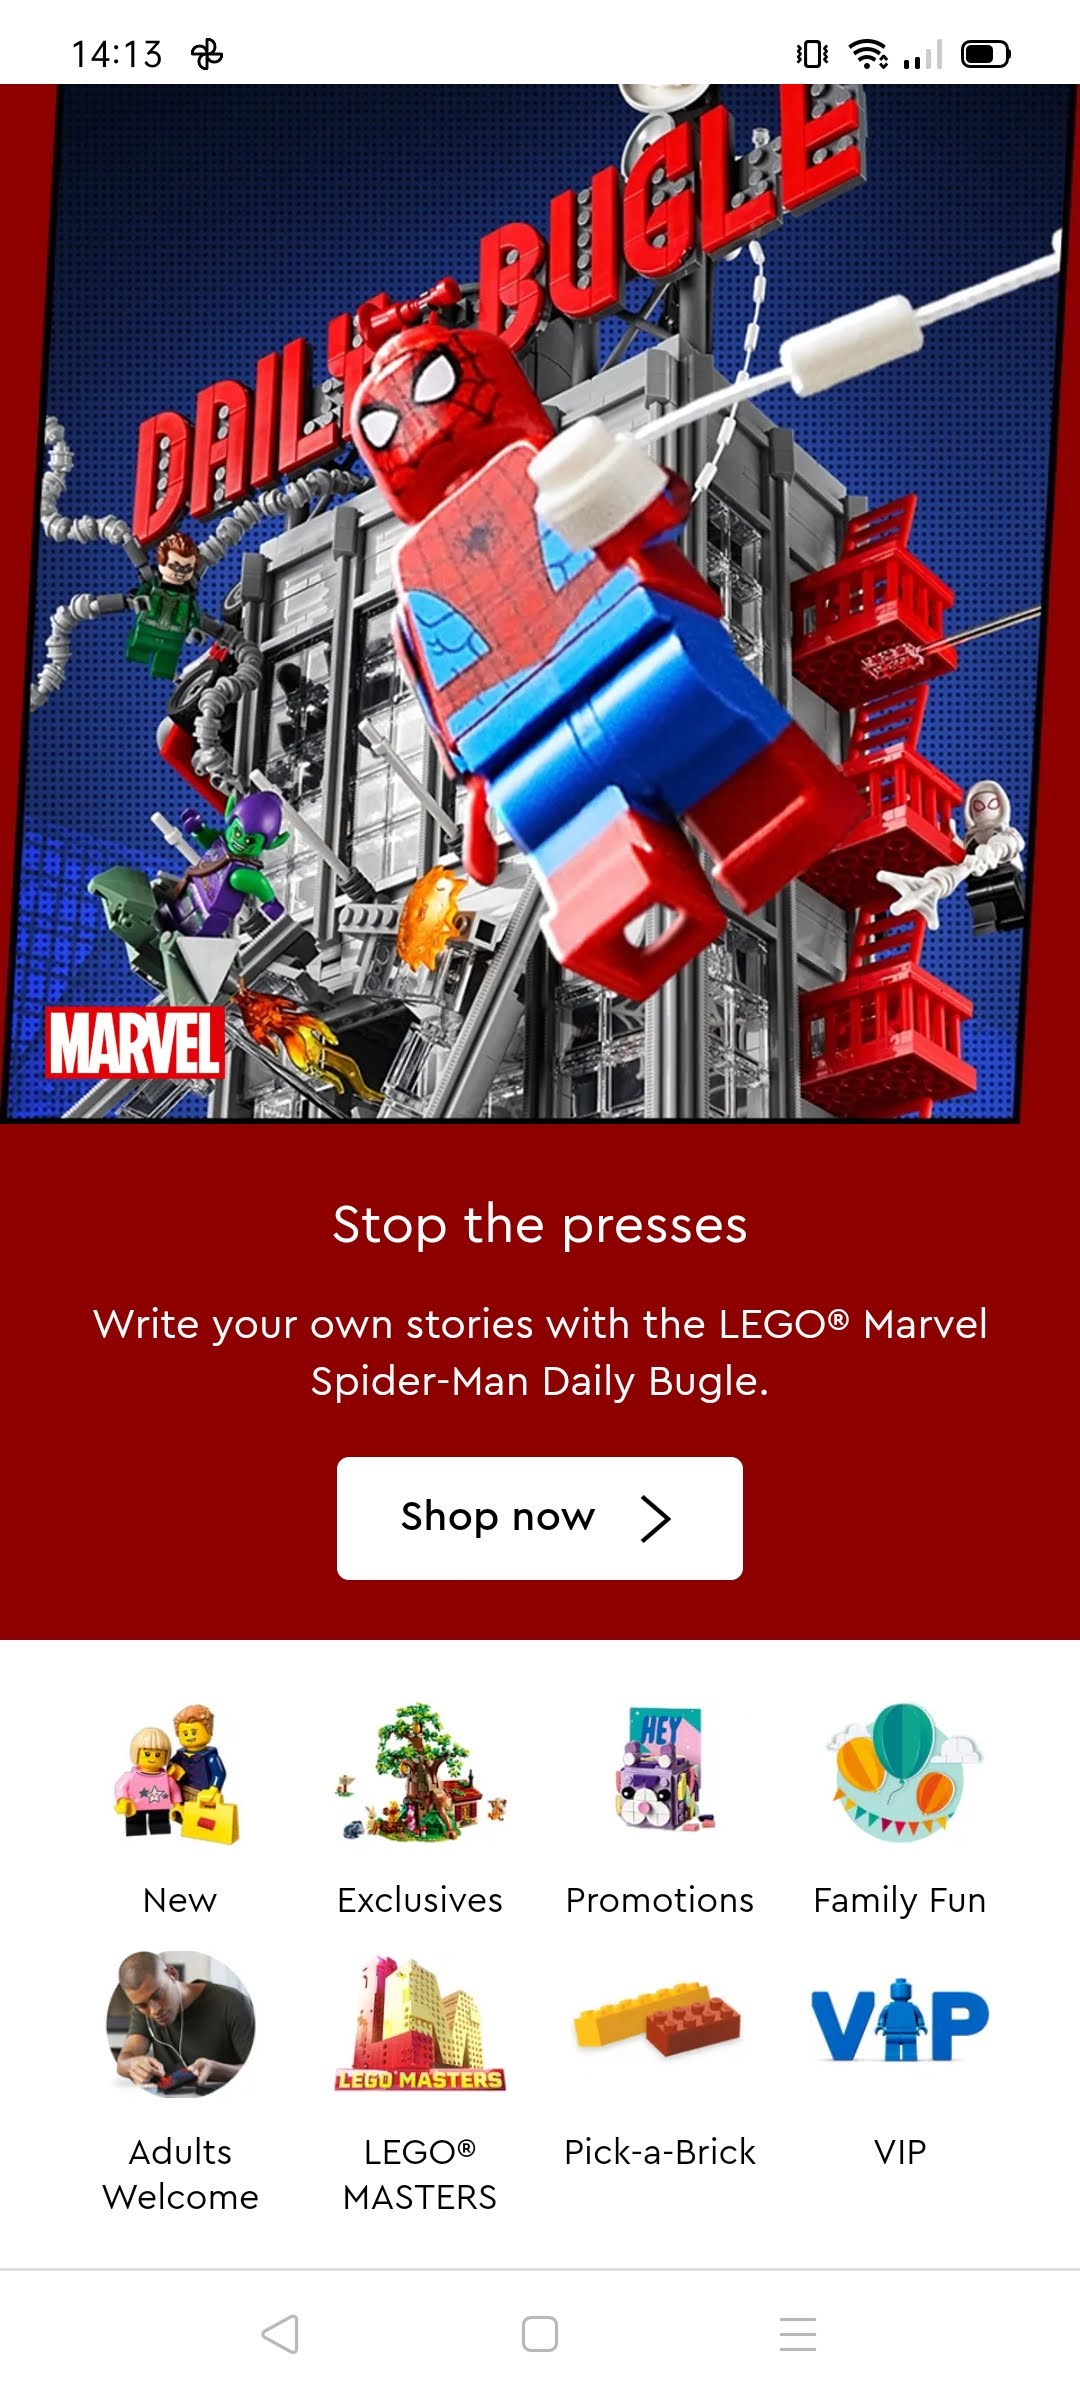 14:13
DAILY BUGLE
MARVEL
Stop the presses
Write your own stories with the LEGO® Marvel
Spider-Man Daily Bugle.
Shop now
HEY
New
Exclusives
Promotions
Family Fun
LEGO MASTERS
VIP
Adults
Welcome
LEGO®
MASTERS
Pick-a-Brick
VIP